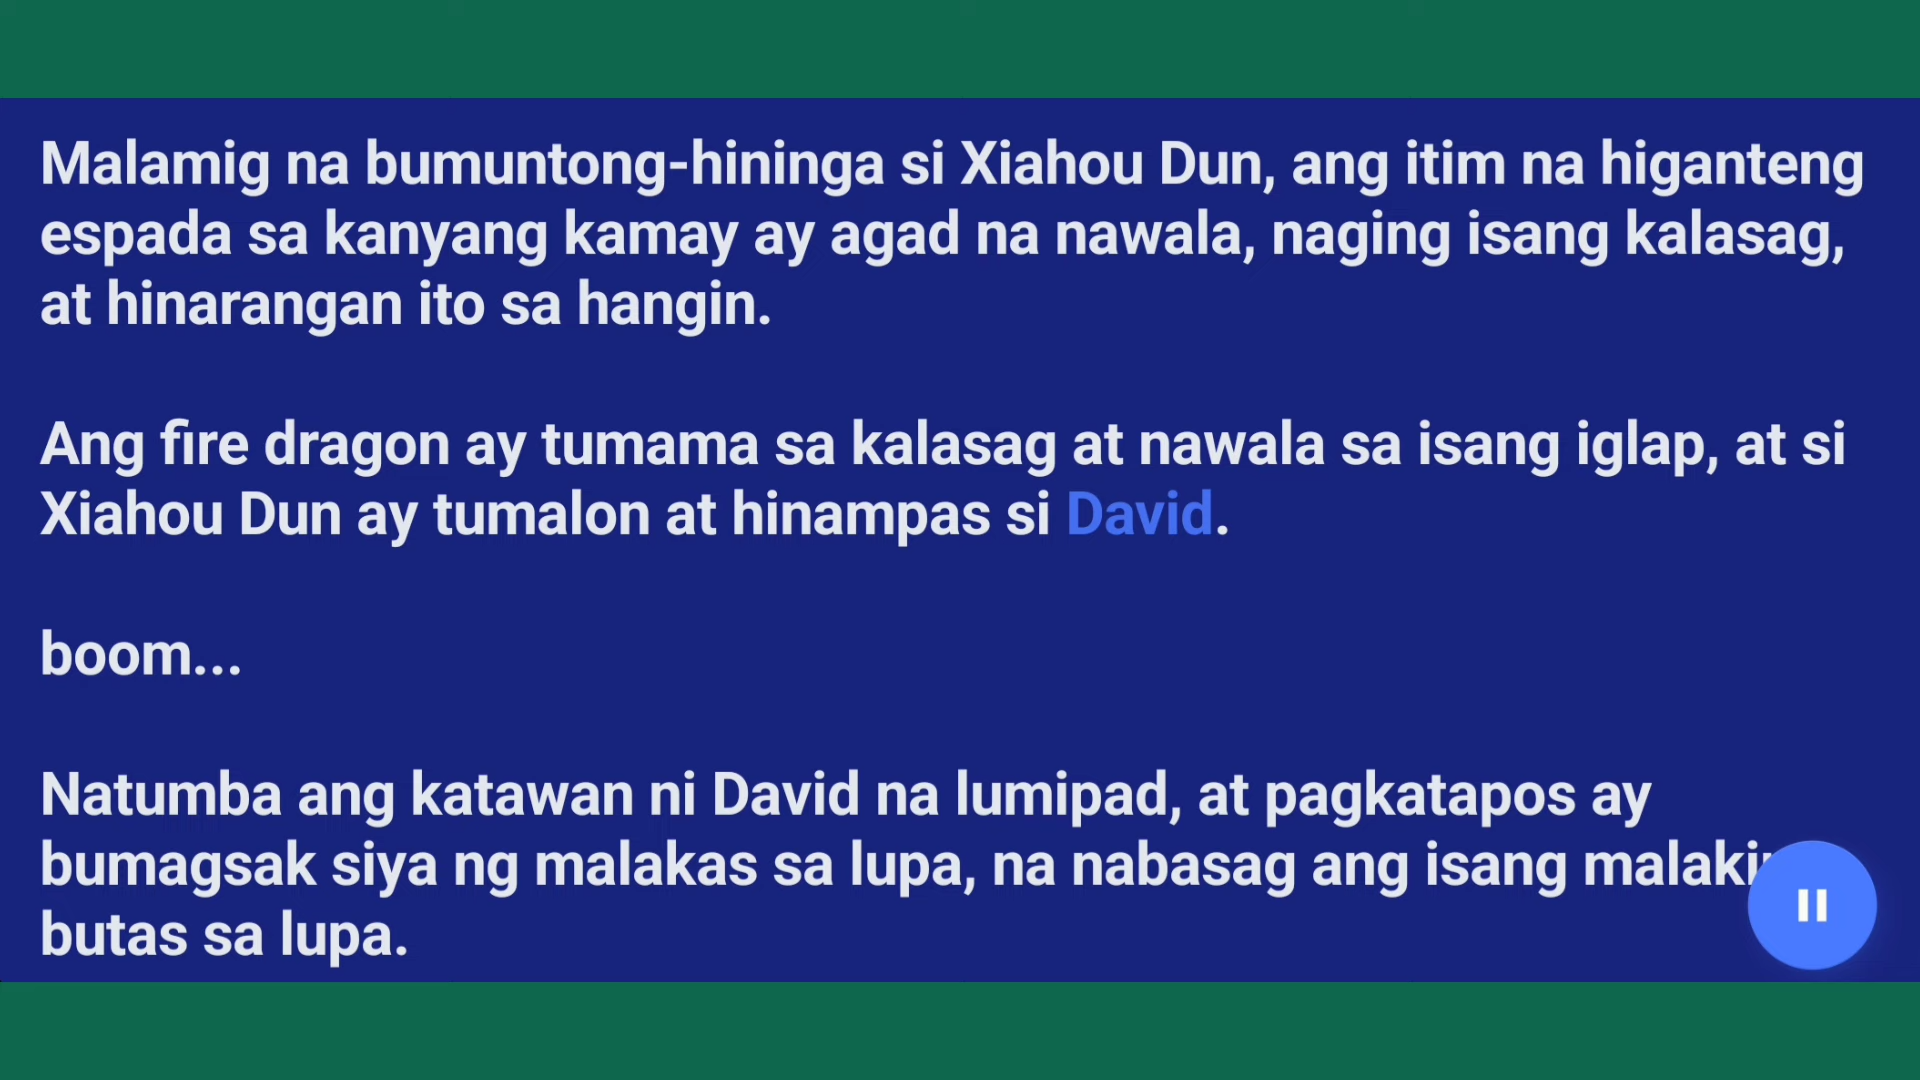 Malamig na bumuntong-hininga si Xiahou Dun, ang itim na higanteng
espada sa kanyang kamay ay agad na nawala, naging isang kalasag,
at hinarangan ito sa hangin.
Ang fire dragon ay tumama sa kalasag at nawala sa isang iglap, at si
Xiahou Dun ay tumalon at hinampas si David.
boom...
Natumba ang katawan ni David na lumipad, at pagkatapos ay
bumagsak siya ng malakas sa lupa, na nabasag ang isang
butas sa lupa.